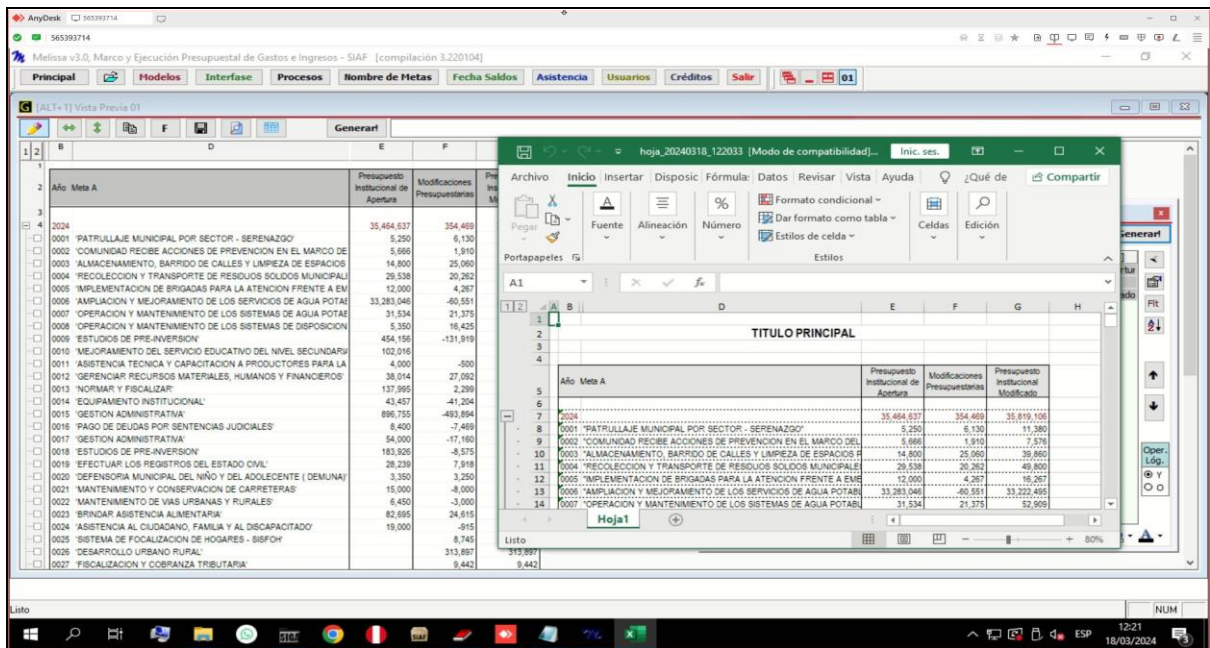 AnyDesk 565393714
565393714
Melissa v3.0, Marco y Ejecución Presupuestal de Gastos e Ingresos - SIAF [compilación 3.220104]
Principal Modelos Interfase Procesos Nombre de Metas Fecha Saldos Asistencia Usuarios Créditos Salir 01
[ALT+1] Vista Previa 01
F Generar!
1 2 B D E F
Año Meta A Presupuesto Institucional de Apertura Modificaciones Presupuestarias
2024 35,464,637 354,469
0001 'PATRULLAJE MUNICIPAL POR SECTOR - SERENAZGO' 5,250 6,130
0002 'COMUNIDAD RECIBE ACCIONES DE PREVENCION EN EL MARCO DE 5,666 1,910
0003 'ALMACENAMIENTO, BARRIDO DE CALLES Y LIMPIEZA DE ESPACIOS 14,800 25,060
0004 'RECOLECCION Y TRANSPORTE DE RESIDUOS SOLIDOS MUNICIPALI 29,538 20,262
0005 'IMPLEMENTACION DE BRIGADAS PARA LA ATENCION FRENTE A EM 12,000 4,267
0006 'AMPLIACION Y MEJORAMIENTO DE LOS SERVICIOS DE AGUA POTAE 33,283,046 -60,551
0007 'OPERACION Y MANTENIMIENTO DE LOS SISTEMAS DE AGUA POTAE 31,534 21,375
0008 'OPERACION Y MANTENIMIENTO DE LOS SISTEMAS DE DISPOSICION 5,350 16,425
0009 'ESTUDIOS DE PRE-INVERSION' 454,156 -131,919
0010 'MEJORAMIENTO DEL SERVICIO EDUCATIVO DEL NIVEL SECUNDARI 102,016
0011 'ASISTENCIA TECNICA Y CAPACITACION A PRODUCTORES PARA LA 4,000 -500
0012 'GERENCIAR RECURSOS MATERIALES, HUMANOS Y FINANCIEROS' 38,014 27,092
0013 'NORMAR Y FISCALIZAR' 137,995 2,299
0014 'EQUIPAMIENTO INSTITUCIONAL' 43,457 -41,204
0015 'GESTION ADMINISTRATIVA' 896,755 -493,894
0016 'PAGO DE DEUDAS POR SENTENCIAS JUDICIALES' 8,400 -7,469
0017 'GESTION ADMINISTRATIVA' 54,000 -17,160
0018 'ESTUDIOS DE PRE-INVERSION' 183,926 -8,575
0019 'EFECTUAR LOS REGISTROS DEL ESTADO CIVIL' 28,239 7,918
0020 'DEFENSORIA MUNICIPAL DEL NIÑO Y DEL ADOLECENTE ( DEMUNA)' 3,350 3,250
0021 'MANTENIMIENTO Y CONSERVACION DE CARRETERAS' 15,000 -8,000
0022 'MANTENIMIENTO DE VIAS URBANAS Y RURALES' 6,450 -3,000
0023 'BRINDAR ASISTENCIA ALIMENTARIA' 82,695 24,615
0024 'ASISTENCIA AL CIUDADANO, FAMILIA Y AL DISCAPACITADO' 19,000 -915
0025 'SISTEMA DE FOCALIZACION DE HOGARES - SISFOH' 8,745
0026 'DESARROLLO URBANO RURAL' 313,897 313,897
0027 'FISCALIZACION Y COBRANZA TRIBUTARIA' 9,442 9,442
hoja_20240318_122033 [Modo de compatibilidad]... Inic. ses.
Archivo Inicio Insertar Disposic Fórmula: Datos Revisar Vista Ayuda ¿Qué de Compartir
Pegar Fuente Alineación Número Formato condicional Celdas Edición
Dar formato como tabla
Estilos de celda
Portapapeles Estilos
A1 fx
1 2 A B D E F G H
1
2 TITULO PRINCIPAL
3
4
5 Año Meta A Presupuesto Institucional de Apertura Modificaciones Presupuestarias Presupuesto Institucional Modificado
6
7 2024 35,464,637 354,469 35,819,106
8 0001 "PATRULLAJE MUNICIPAL POR SECTOR - SERENAZGO" 5,250 6,130 11,380
9 0002 "COMUNIDAD RECIBE ACCIONES DE PREVENCION EN EL MARCO DEL 5,666 1,910 7,576
10 0003 "ALMACENAMIENTO, BARRIDO DE CALLES Y LIMPIEZA DE ESPACIOS P 14,800 25,060 39,860
11 0004 "RECOLECCION Y TRANSPORTE DE RESIDUOS SOLIDOS MUNICIPALE: 29,538 20,262 49,800
12 0005 "IMPLEMENTACION DE BRIGADAS PARA LA ATENCION FRENTE A EME 12,000 4,267 16,267
13 0006 "AMPLIACION Y MEJORAMIENTO DE LOS SERVICIOS DE AGUA POTABL 33,283,046 -60,551 33,222,495
14 0007 "OPERACION Y MANTENIMIENTO DE LOS SISTEMAS DE AGUA POTABL 31,534 21,375 52,909
Hoja1
Listo 80%
Generar!
Flt
Oper. Lóg.
Y
O
Listo NUM
SIAF ESP 12:21
18/03/2024